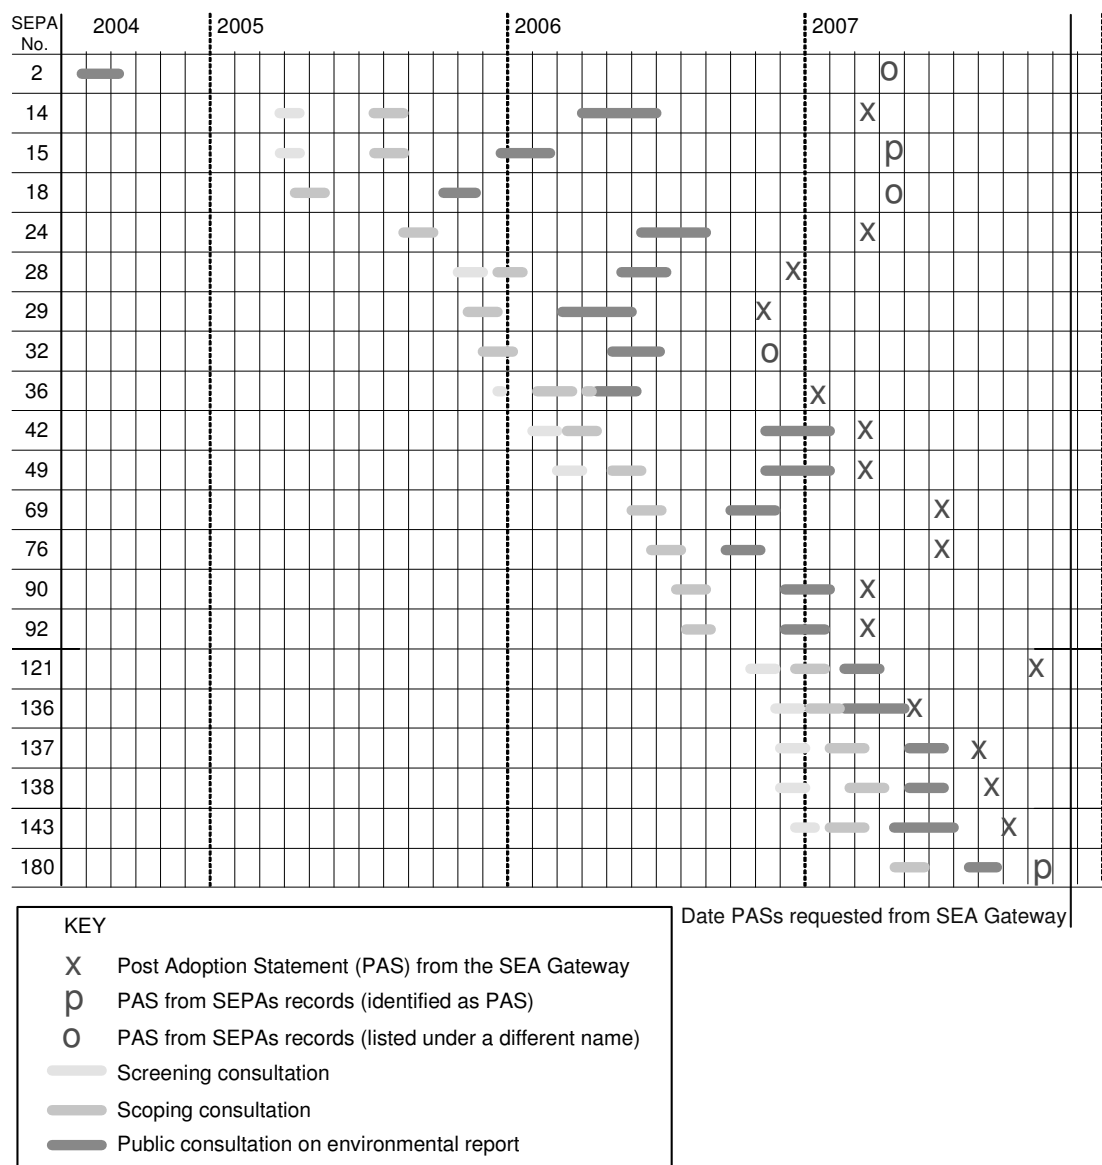 SEPA No. 2004 2005 2006 2007
2 o
14 x
15 p
18 o
24 x
28 x
29 x
32 o
36 x
42 x
49 x
69 x
76 x
90 x
92 x
121 x
136 x
137 x
138 x
143 x
180 p
Date PASs requested from SEA Gateway
KEY
x Post Adoption Statement (PAS) from the SEA Gateway
p PAS from SEPAs records (identified as PAS)
o PAS from SEPAs records (listed under a different name)
Screening consultation
Scoping consultation
Public consultation on environmental report